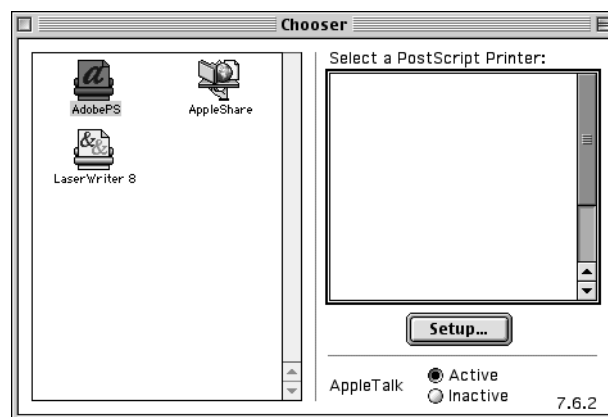 Chooser
AdobePS
AppleShare
LaserWriter 8
Select a PostScript Printer:
Setup...
AppleTalk
Active
Inactive
7.6.2